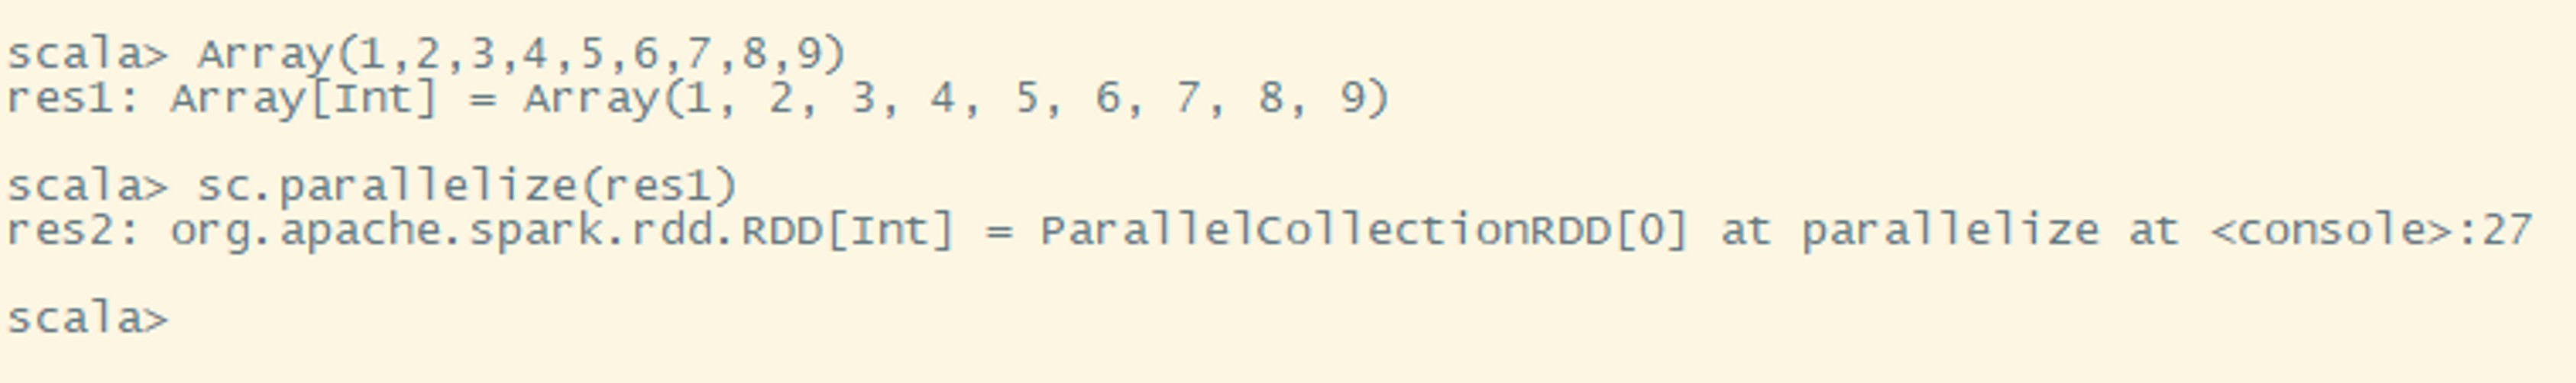 scala> Array(1,2,3,4,5,6,7,8,9)
res1: Array[Int] = Array(1, 2, 3, 4, 5, 6, 7, 8, 9)
scala> sc.parallelize(res1)
res2: org.apache.spark.rdd.RDD[Int] = ParallelCollectionRDD[0] at parallelize at <console>:27
scala>